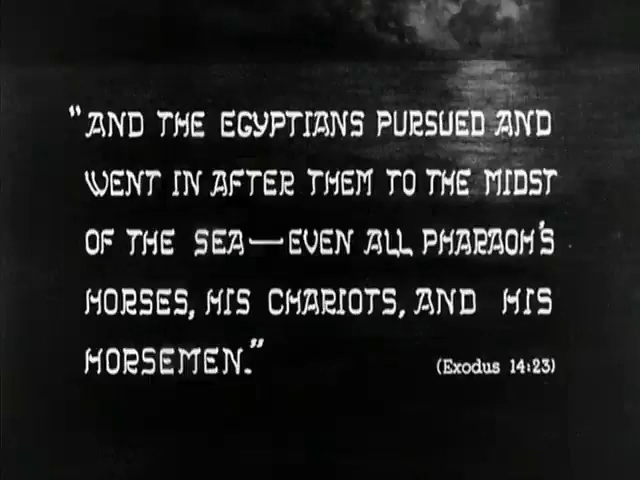 "AND THE EGYPTIANS PURSUED AND
WENT IN AFTER THEM TO THE MIDST
OF THE SEA—EVEN ALL PHARAOH'S
HORSES, HIS CHARIOTS, AND HIS
HORSEMEN."
(Exodus 14:23)